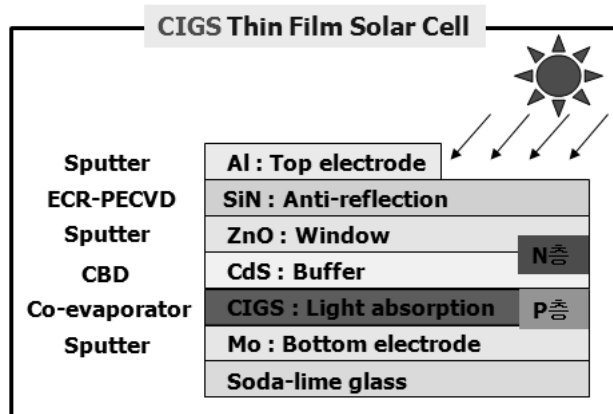 CIGS Thin Film Solar Cell
Sputter Al : Top electrode
ECR-PECVD SiN : Anti-reflection
Sputter ZnO : Window
N층
CBD CdS : Buffer
Co-evaporator CIGS : Light absorption P층
Sputter Mo : Bottom electrode
Soda-lime glass